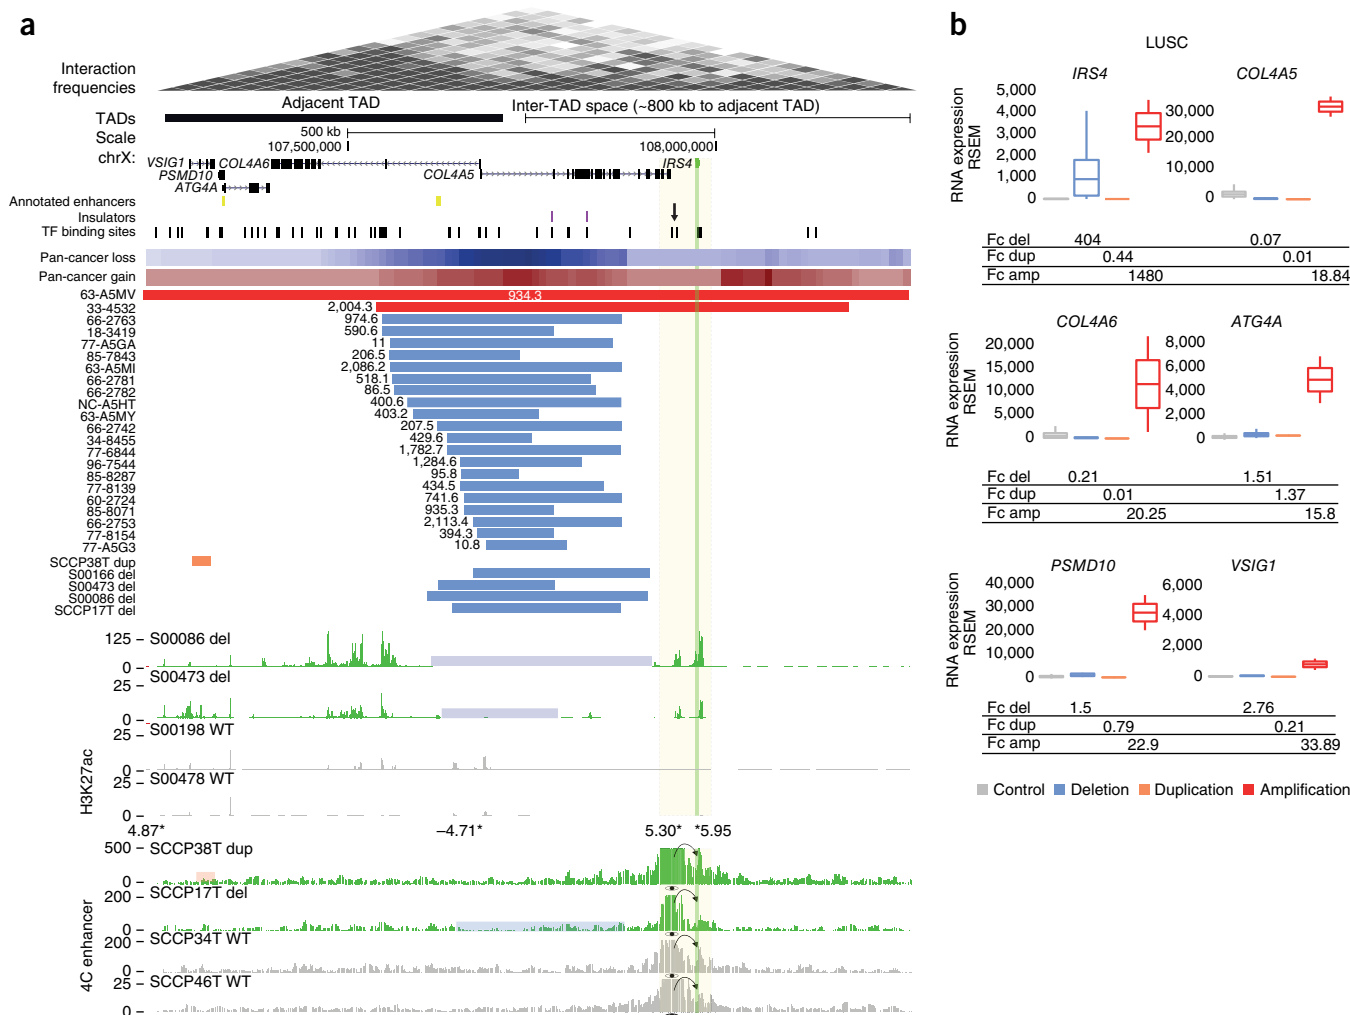 a
Interaction
frequencies
Adjacent TAD
Inter-TAD space (~800 kb to adjacent TAD)
TADs
Scale
500 kb
chrX:
107,500,000
108,000,000
VSIG1
COL4A6
IRS4
PSMD10
COL4A5
ATG4A
Annotated enhancers
Insulators
TF binding sites
Pan-cancer loss
Pan-cancer gain
63-A5MV
934.3
33-4532
2,004.3
66-2763
974.6
18-3419
590.6
77-A5GA
11
85-7843
206.5
63-A5MI
2,086.2
66-2781
518.1
66-2782
86.5
NC-A5HT
400.6
63-A5MY
403.2
66-2742
207.5
34-8455
429.6
77-6844
1,782.7
96-7544
1,284.6
85-8287
95.8
77-8139
434.5
60-2724
741.6
85-8071
935.3
66-2753
2,113.4
77-8154
394.3
77-A5G3
10.8
SCCP38T dup
S00166 del
S00473 del
S00086 del
SCCP17T del
H3K27ac
125
S00086 del
0
S00473 del
25
0
S00198 WT
25
0
S00478 WT
25
0
4.87*
–4.71*
5.30*
*5.95
4C enhancer
500
SCCP38T dup
0
SCCP17T del
200
0
SCCP34T WT
200
0
SCCP46T WT
25
0
b
LUSC
IRS4
COL4A5
RNA expression
RSEM
5,000
4,000
3,000
2,000
1,000
0
30,000
20,000
10,000
0
Fc del 404 0.07
Fc dup 0.44 0.01
Fc amp 1480 18.84
COL4A6
ATG4A
RNA expression
RSEM
20,000
15,000
10,000
5,000
0
8,000
6,000
4,000
2,000
0
Fc del 0.21 1.51
Fc dup 0.01 1.37
Fc amp 20.25 15.8
PSMD10
VSIG1
RNA expression
RSEM
40,000
30,000
20,000
10,000
0
6,000
4,000
2,000
0
Fc del 1.5 2.76
Fc dup 0.79 0.21
Fc amp 22.9 33.89
Control Deletion Duplication Amplification